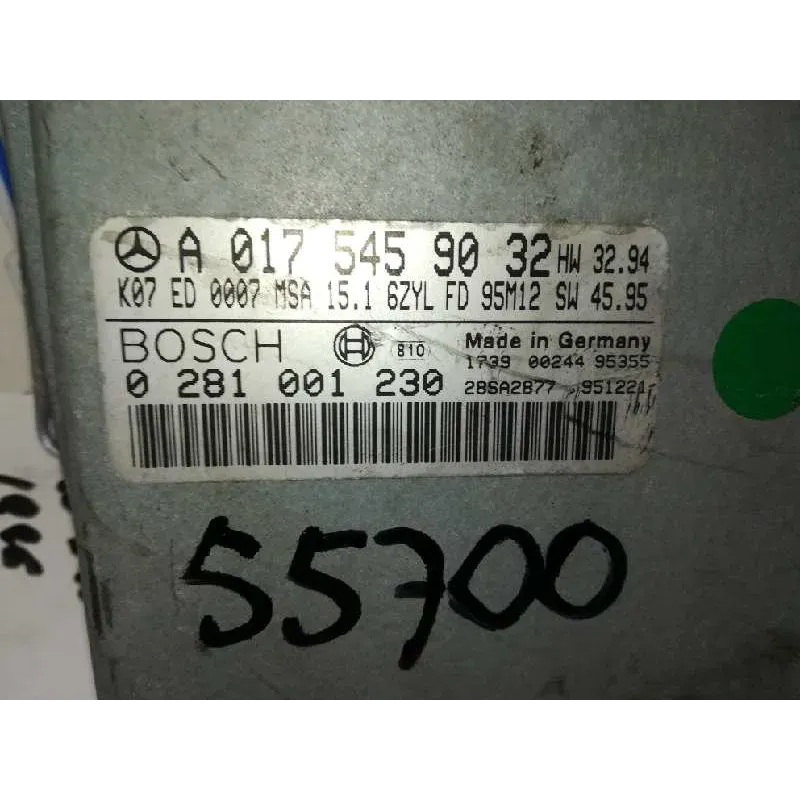 A 017 545 90 32 HW 32.94
K07 ED 0007 MSA 15.1 6ZYL FD 95M12 SW 45.95
BOSCH 810 Made in Germany
1739 00244 95355
0 281 001 230 28SA2877 951221
55700